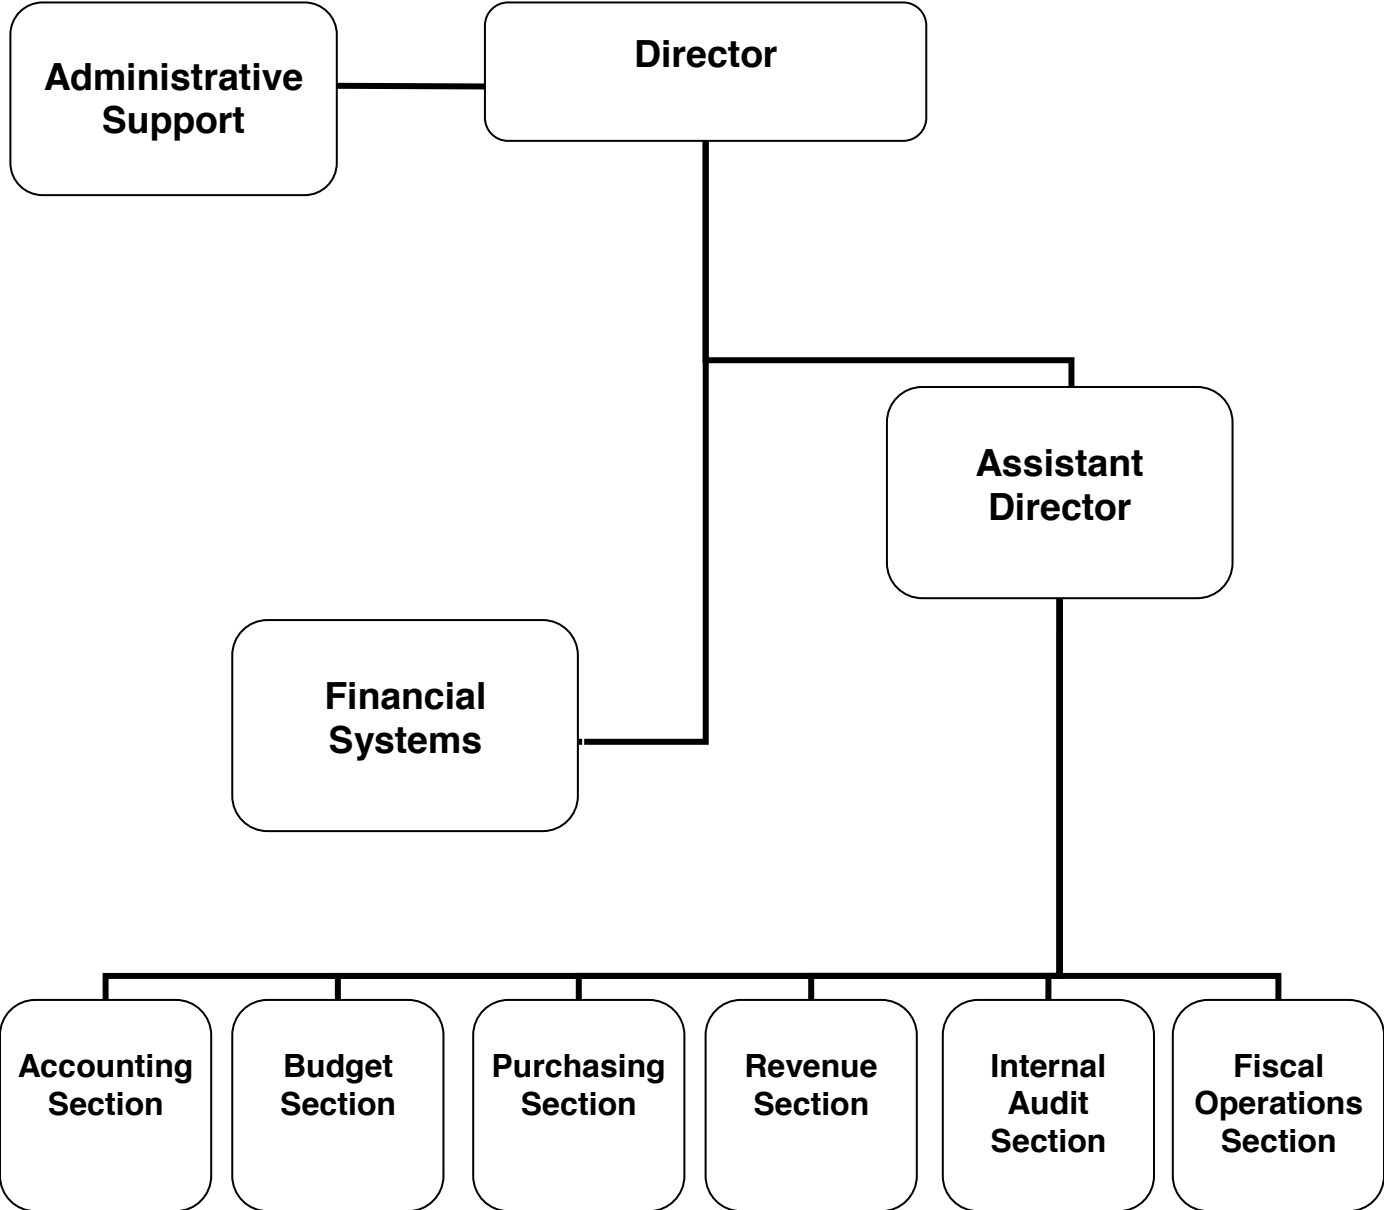 Administrative
Support
Director
Assistant
Director
Financial
Systems
Accounting
Section
Budget
Section
Purchasing
Section
Revenue
Section
Internal
Audit
Section
Fiscal
Operations
Section